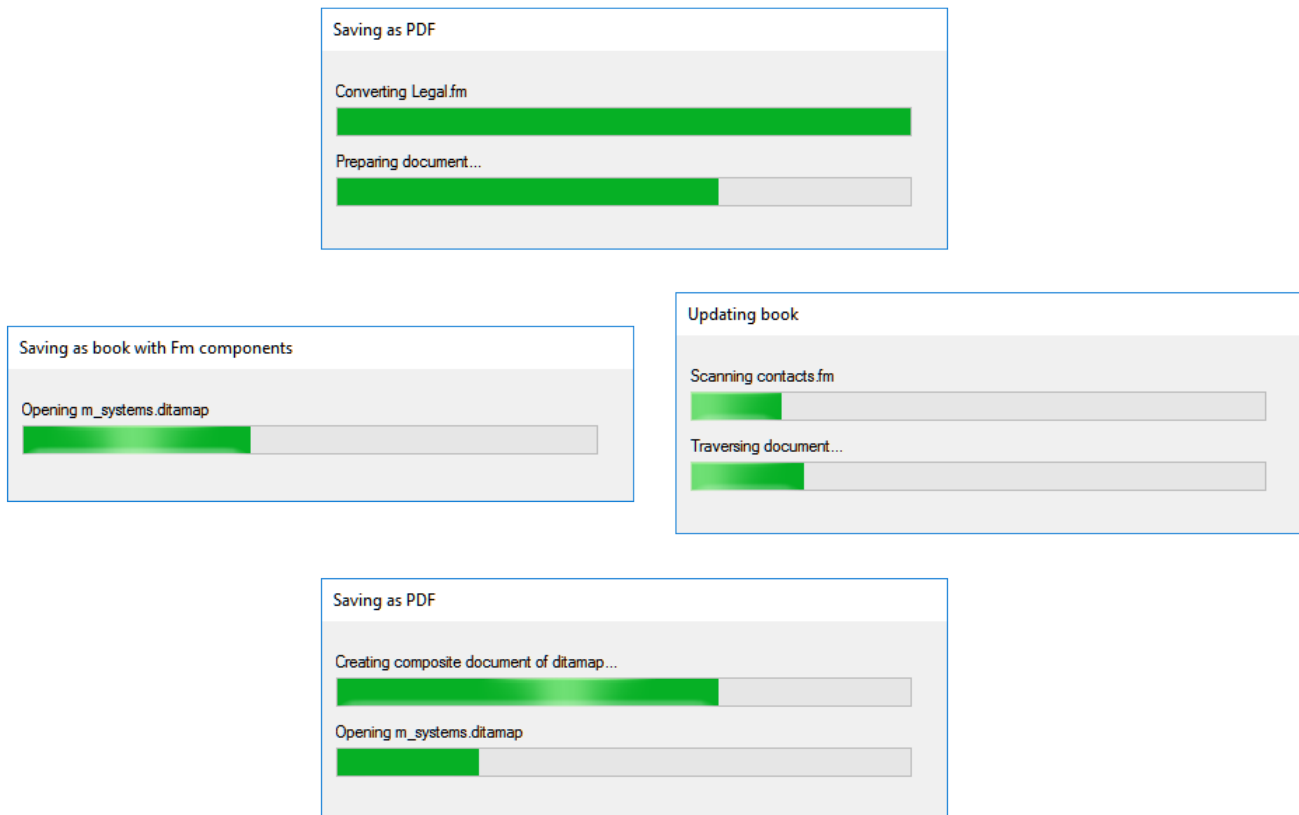 Saving as PDF
Converting Legal.fm
Preparing document...
Saving as book with Fm components
Opening m_systems.ditamap
Updating book
Scanning contacts.fm
Traversing document...
Saving as PDF
Creating composite document of ditamap...
Opening m_systems.ditamap